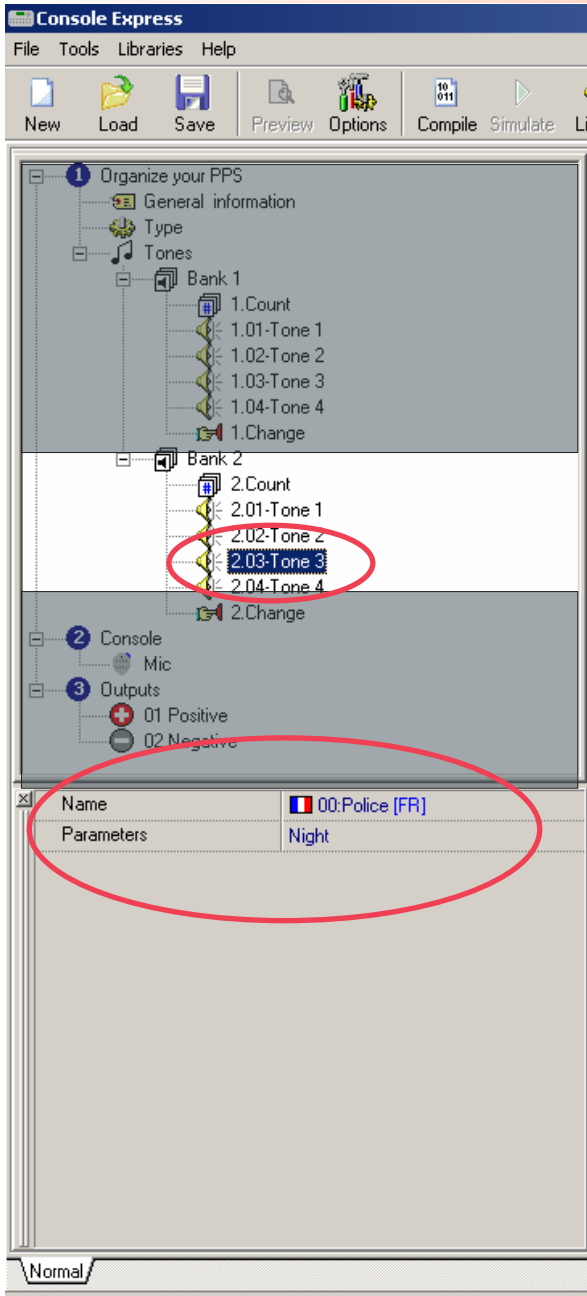 Console Express
File Tools Libraries Help
New Load Save Preview Options Compile Simulate Li
1 Organize your PPS
General information
Type
Tones
Bank 1
# 1.Count
1.01-Tone 1
1.02-Tone 2
1.03-Tone 3
1.04-Tone 4
1.Change
Bank 2
# 2.Count
2.01-Tone 1
2.02-Tone 2
2.03-Tone 3
2.04-Tone 4
2.Change
2 Console
Mic
3 Outputs
01 Positive
02 Negative
Name 00:Police [FR]
Parameters Night
Normal